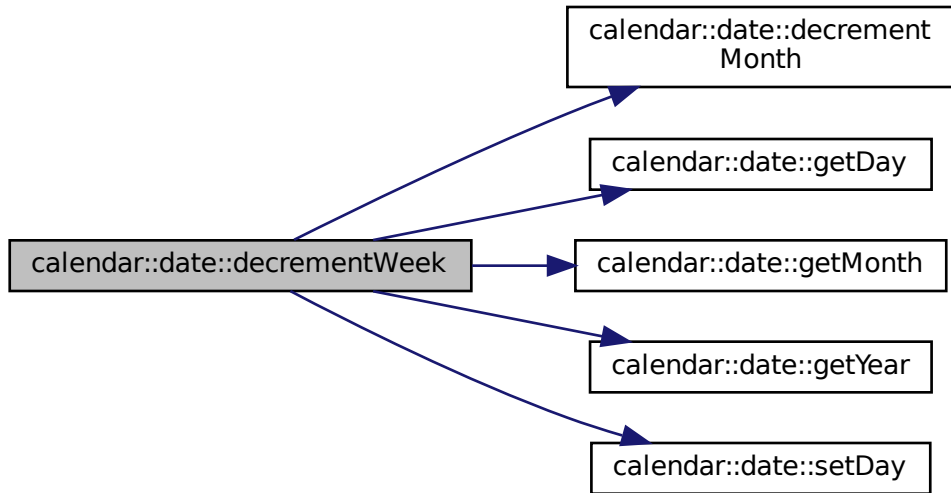 calendar::date::decrement
Month
calendar::date::getDay
calendar::date::decrementWeek
calendar::date::getMonth
calendar::date::getYear
calendar::date::setDay